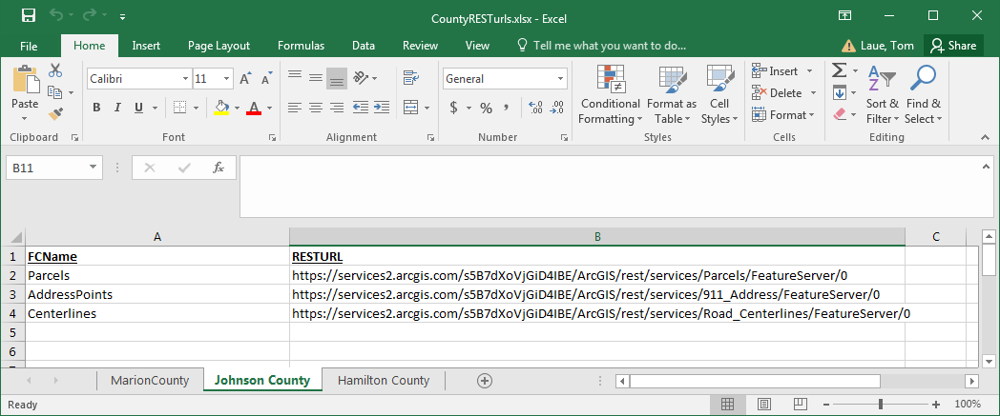 CountyRESTurls.xlsx - Excel
File Home Insert Page Layout Formulas Data Review View Tell me what you want to do... Laue, Tom Share
Paste
Calibri 11
B I U A
General
$ % ,
Conditional Formatting
Format as Table
Cell Styles
Insert
Delete
Format
Sort & Filter
Find & Select
Clipboard Font Alignment Number Styles Cells Editing
B11 fx
A B C
1 FCName RESTURL
2 Parcels https://services2.arcgis.com/s5B7dXoVjGiD4IBE/ArcGIS/rest/services/Parcels/FeatureServer/0
3 AddressPoints https://services2.arcgis.com/s5B7dXoVjGiD4IBE/ArcGIS/rest/services/911_Address/FeatureServer/0
4 Centerlines https://services2.arcgis.com/s5B7dXoVjGiD4IBE/ArcGIS/rest/services/Road_Centerlines/FeatureServer/0
5
6
7
MarionCounty Johnson County Hamilton County
Ready 100%